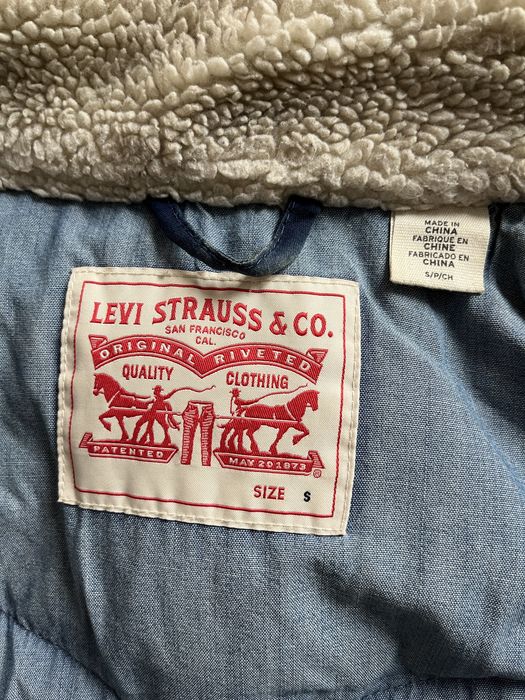 MADE IN
CHINA
FABRIQUE EN
CHINE
FABRICADO EN
CHINA
S/P/CH
LEVI STRAUSS & CO.
SAN FRANCISCO
CAL.
ORIGINAL RIVETED
QUALITY CLOTHING
PATENTED MAY 20 1873 ®
SIZE S